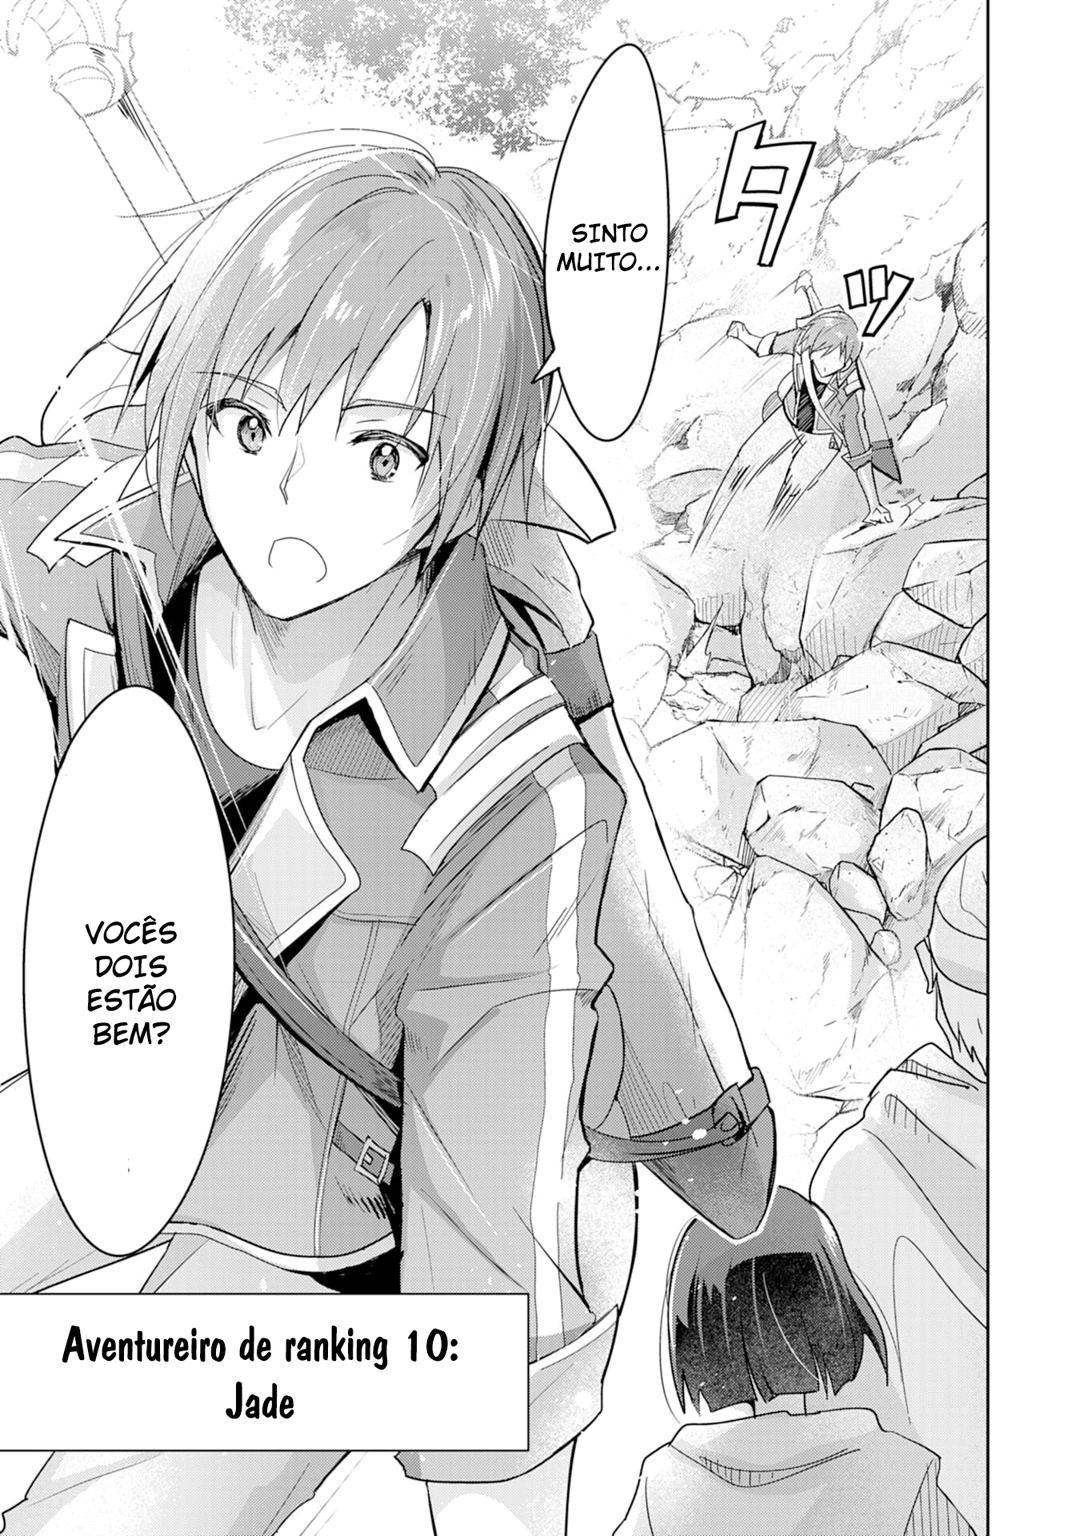 タ
ッ
SINTO
MUITO...
VOCÊS
DOIS
ESTÃO
BEM?
Aventureiro de ranking 10:
Jade